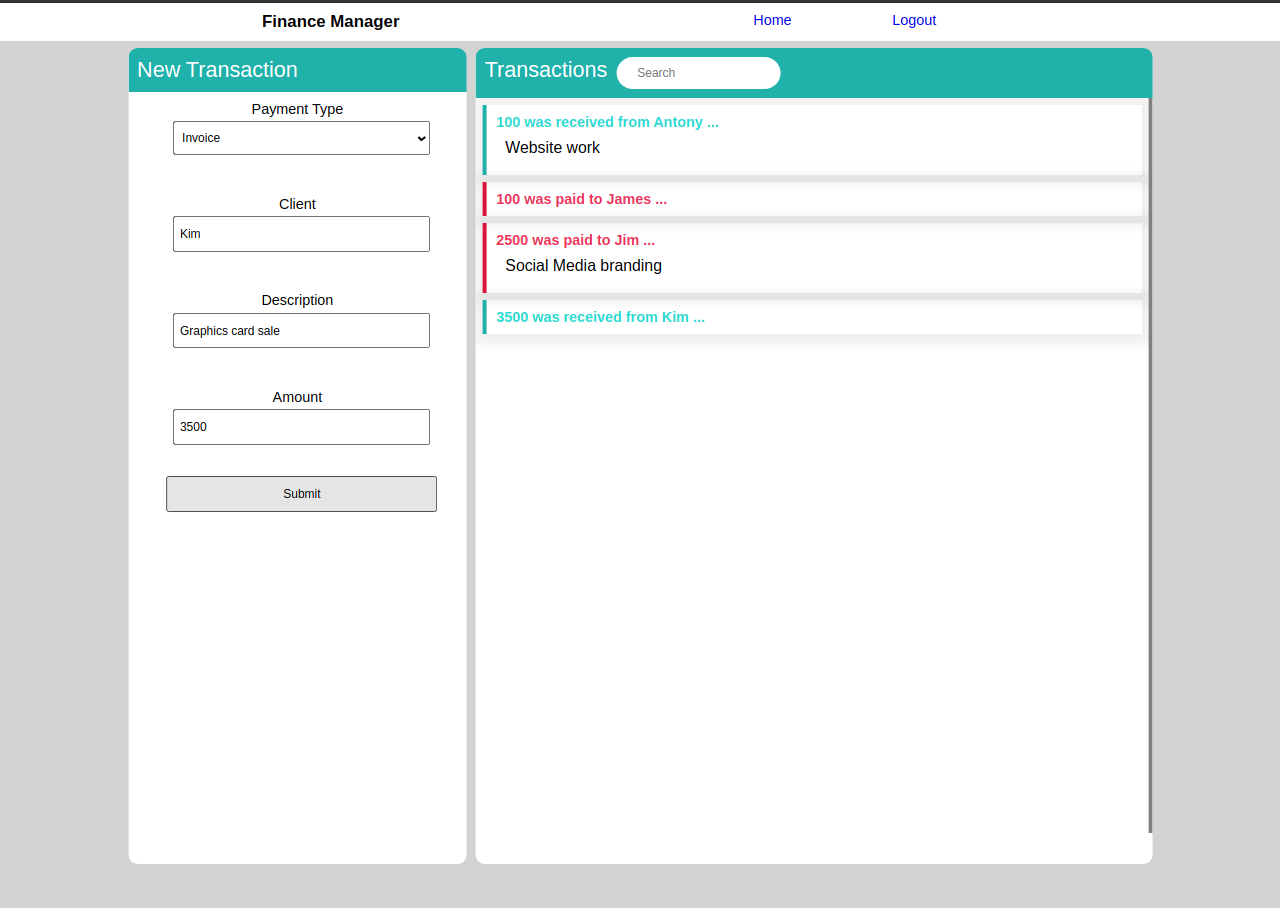 Finance Manager
Home
Logout
New Transaction
Payment Type
Invoice
Client
Kim
Description
Graphics card sale
Amount
3500
Submit
Transactions
Search
100 was received from Antony ...
Website work
100 was paid to James ...
2500 was paid to Jim ...
Social Media branding
3500 was received from Kim ...